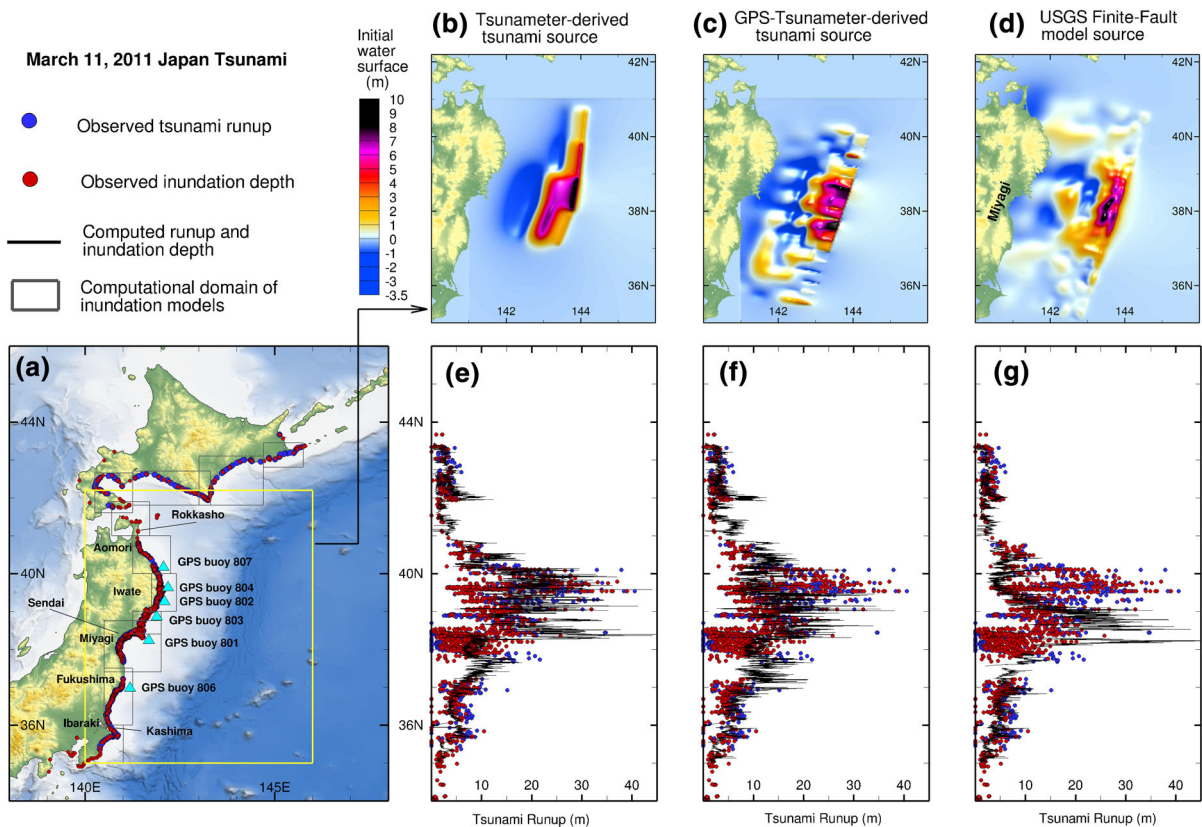 March 11, 2011 Japan Tsunami
Observed tsunami runup
Observed inundation depth
Computed runup and
inundation depth
Computational domain of
inundation models
Initial
water
surface
(m)
10
9
8
7
6
5
4
3
2
1
0
-1
-2
-3
-3.5
(b)
Tsunameter-derived
tsunami source
42N
40N
38N
36N
142
144
(c)
GPS-Tsunameter-derived
tsunami source
42N
40N
38N
36N
142
144
(d)
USGS Finite-Fault
model source
Miyagi
42N
40N
38N
36N
142
144
(a)
44N
40N
36N
140E
145E
Rokkasho
Aomori
GPS buoy 807
Iwate
GPS buoy 804
GPS buoy 802
Sendai
GPS buoy 803
Miyagi
GPS buoy 801
Fukushima
GPS buoy 806
Ibaraki
Kashima
(e)
44N
40N
36N
10
20
30
40
Tsunami Runup (m)
(f)
10
20
30
40
Tsunami Runup (m)
(g)
10
20
30
40
Tsunami Runup (m)